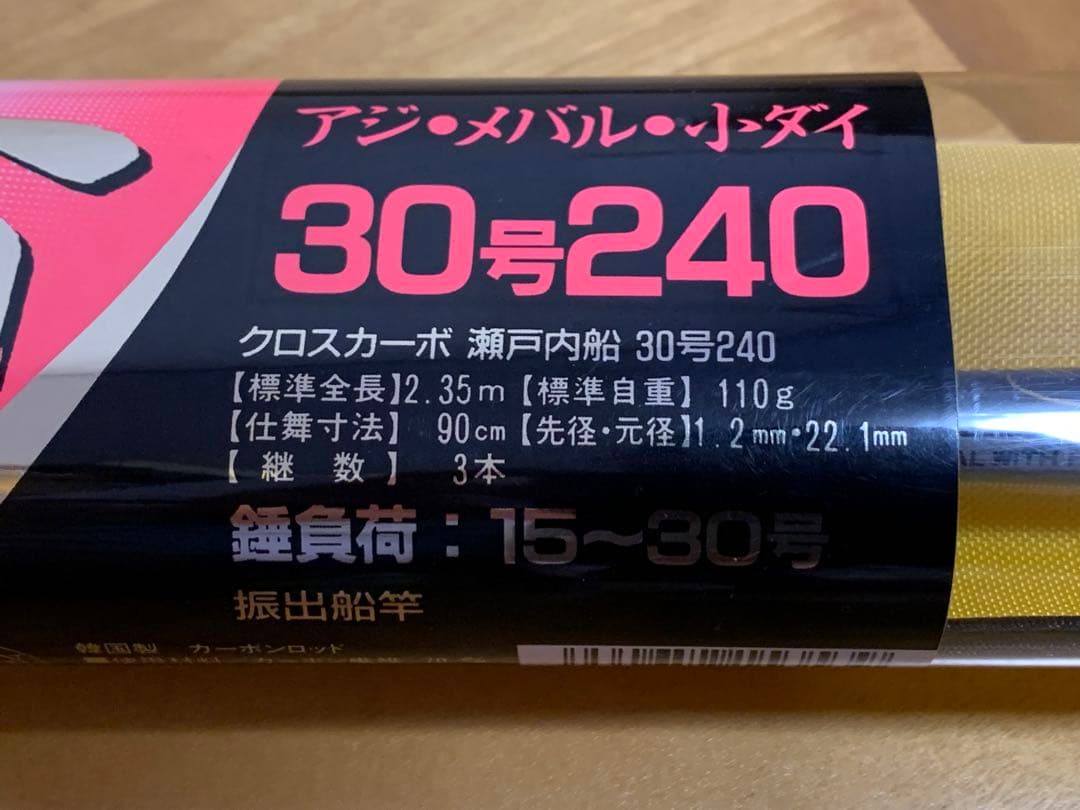 アジ・メバル・小ダイ
30号240
クロスカーボ 瀬戸内船 30号240
【標準全長】2.35m【標準自重】 110g
【仕舞寸法】 90cm【先径・元径】1.2mm・22.1mm
【 継 数 】 3本
錘負荷:15〜30号
振出船竿
韓国製 カーボンロッド